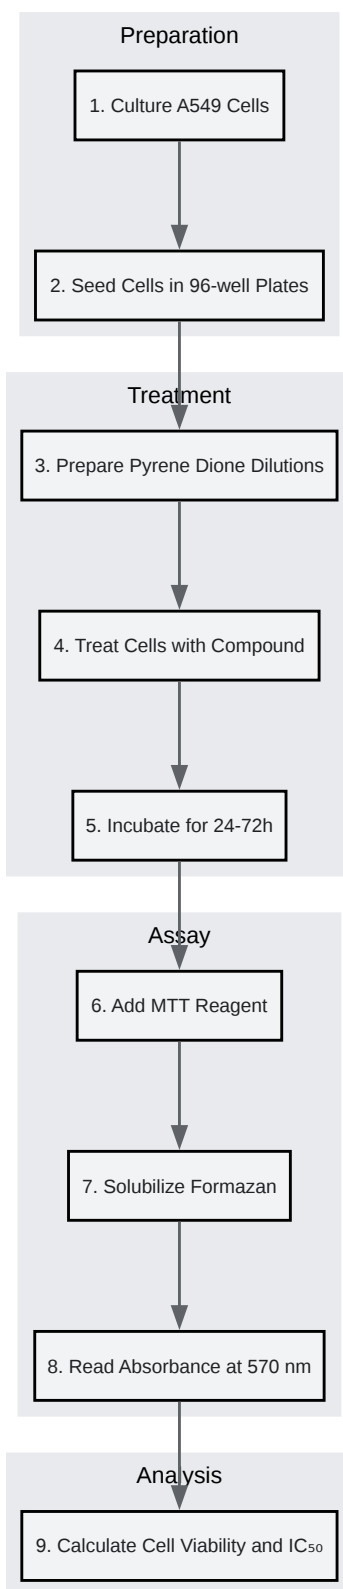 Preparation
1. Culture A549 Cells
2. Seed Cells in 96-well Plates
Treatment
3. Prepare Pyrene Dione Dilutions
4. Treat Cells with Compound
5. Incubate for 24-72h
Assay
6. Add MTT Reagent
7. Solubilize Formazan
8. Read Absorbance at 570 nm
Analysis
9. Calculate Cell Viability and IC₅₀